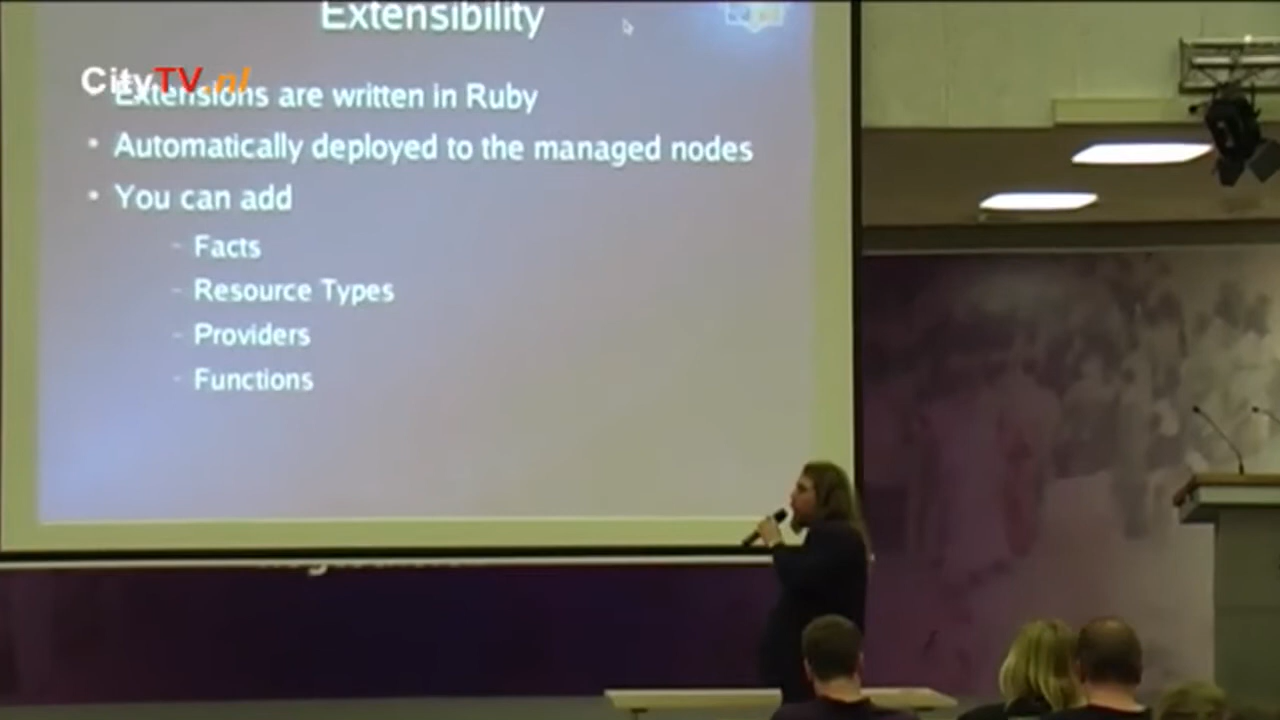 Extensibility
CityTV.nl
Extensions are written in Ruby
• Automatically deployed to the managed nodes
• You can add
- Facts
- Resource Types
- Providers
- Functions